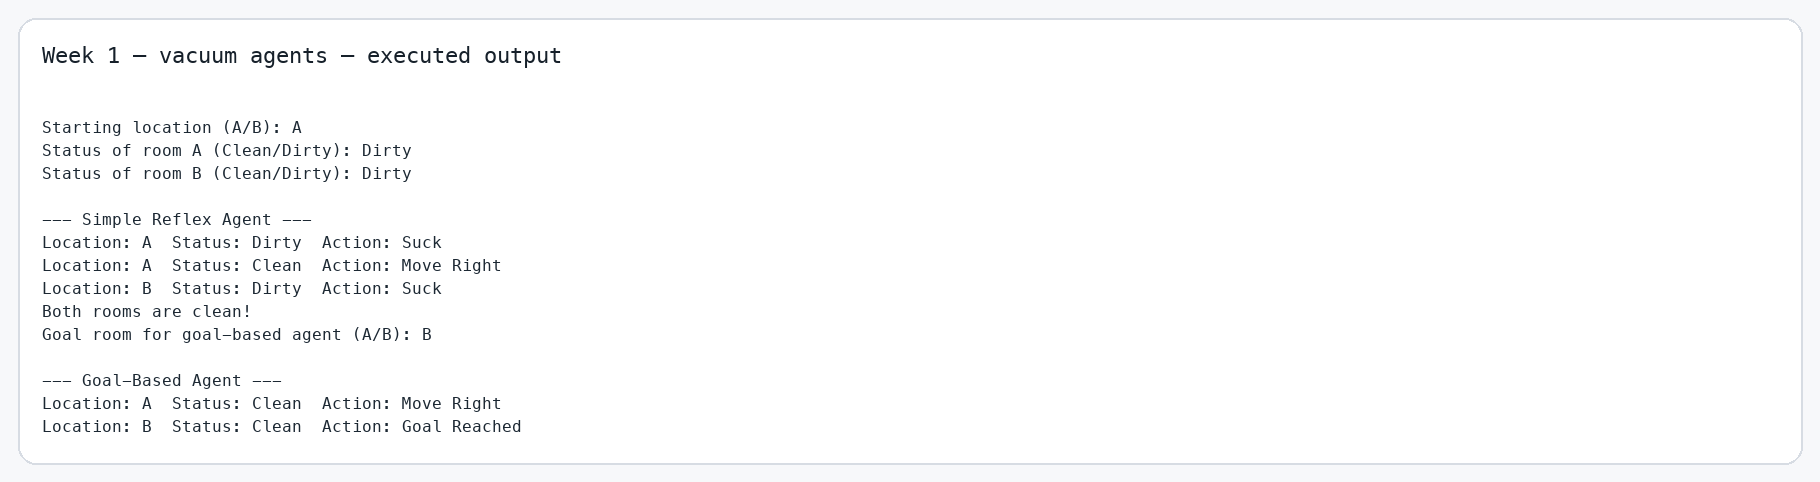 Week 1 — vacuum agents — executed output
Starting location (A/B): A
Status of room A (Clean/Dirty): Dirty
Status of room B (Clean/Dirty): Dirty
--- Simple Reflex Agent ---
Location: A  Status: Dirty  Action: Suck
Location: A  Status: Clean  Action: Move Right
Location: B  Status: Dirty  Action: Suck
Both rooms are clean!
Goal room for goal-based agent (A/B): B
--- Goal-Based Agent ---
Location: A  Status: Clean  Action: Move Right
Location: B  Status: Clean  Action: Goal Reached